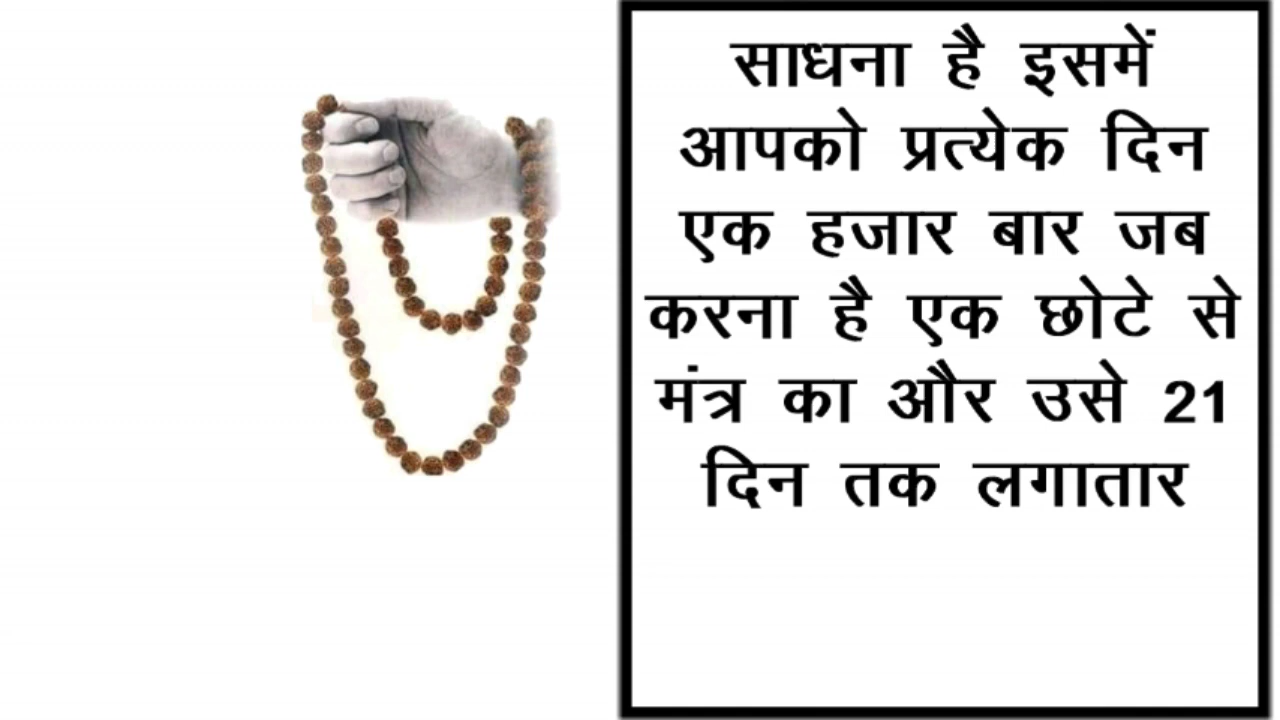 साधना है इसमें
आपको प्रत्येक दिन
एक हजार बार जब
करना है एक छोटे से
मंत्र का और उसे 21
दिन तक लगातार